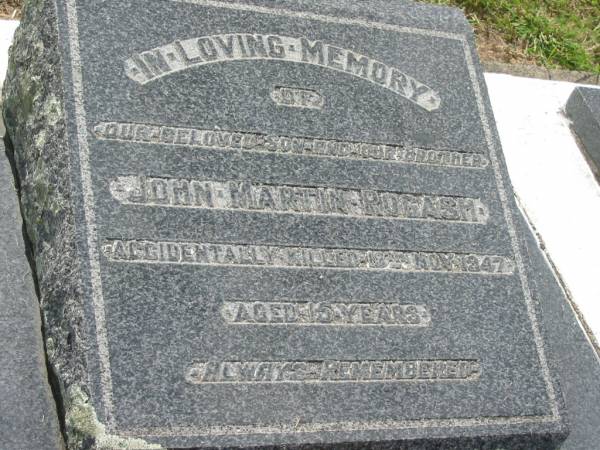 IN LOVING MEMORY
OF
OUR BELOVED SON AND OUR BROTHER
JOHN MARTIN ROGASH
ACCIDENTALLY KILLED NOV. 1947
AGED YEARS
ALWAYS REMEMBERED